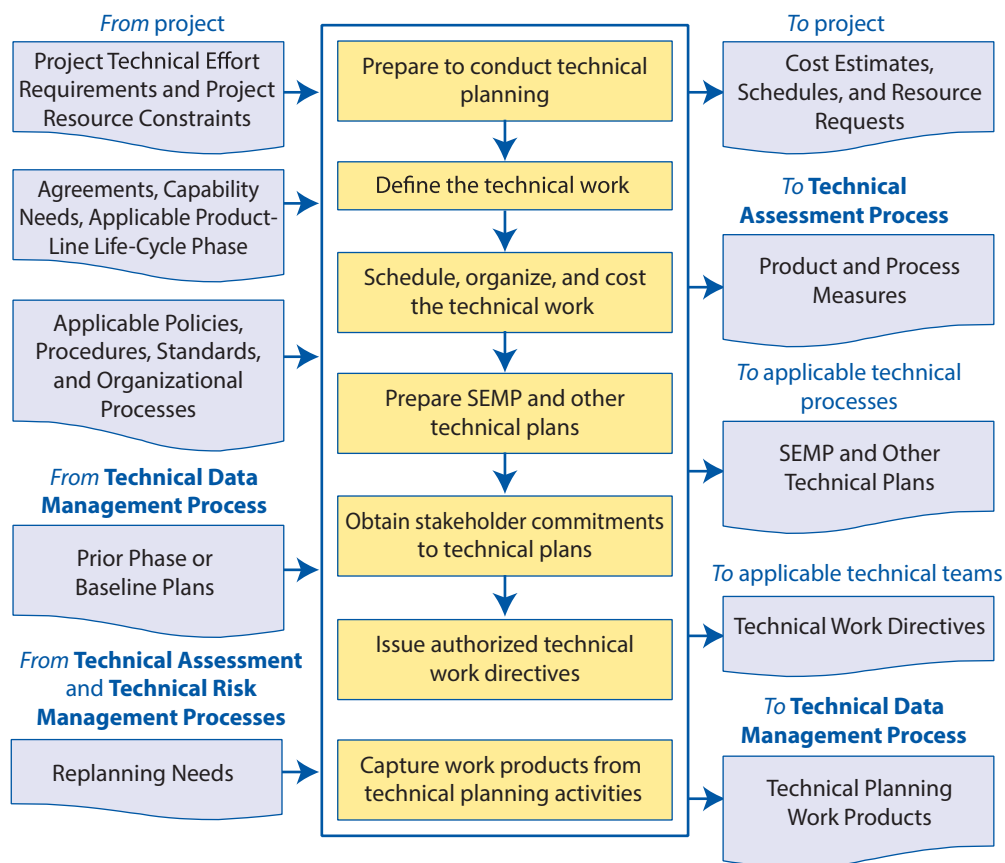 From project
Project Technical Effort
Requirements and Project
Resource Constraints
Agreements, Capability
Needs, Applicable Product-
Line Life-Cycle Phase
Applicable Policies,
Procedures, Standards,
and Organizational
Processes
From Technical Data
Management Process
Prior Phase or
Baseline Plans
From Technical Assessment
and Technical Risk
Management Processes
Replanning Needs
Prepare to conduct technical
planning
Define the technical work
Schedule, organize, and cost
the technical work
Prepare SEMP and other
technical plans
Obtain stakeholder commitments
to technical plans
Issue authorized technical
work directives
Capture work products from
technical planning activities
To project
Cost Estimates,
Schedules, and Resource
Requests
To Technical
Assessment Process
Product and Process
Measures
To applicable technical
processes
SEMP and Other
Technical Plans
To applicable technical teams
Technical Work Directives
To Technical Data
Management Process
Technical Planning
Work Products